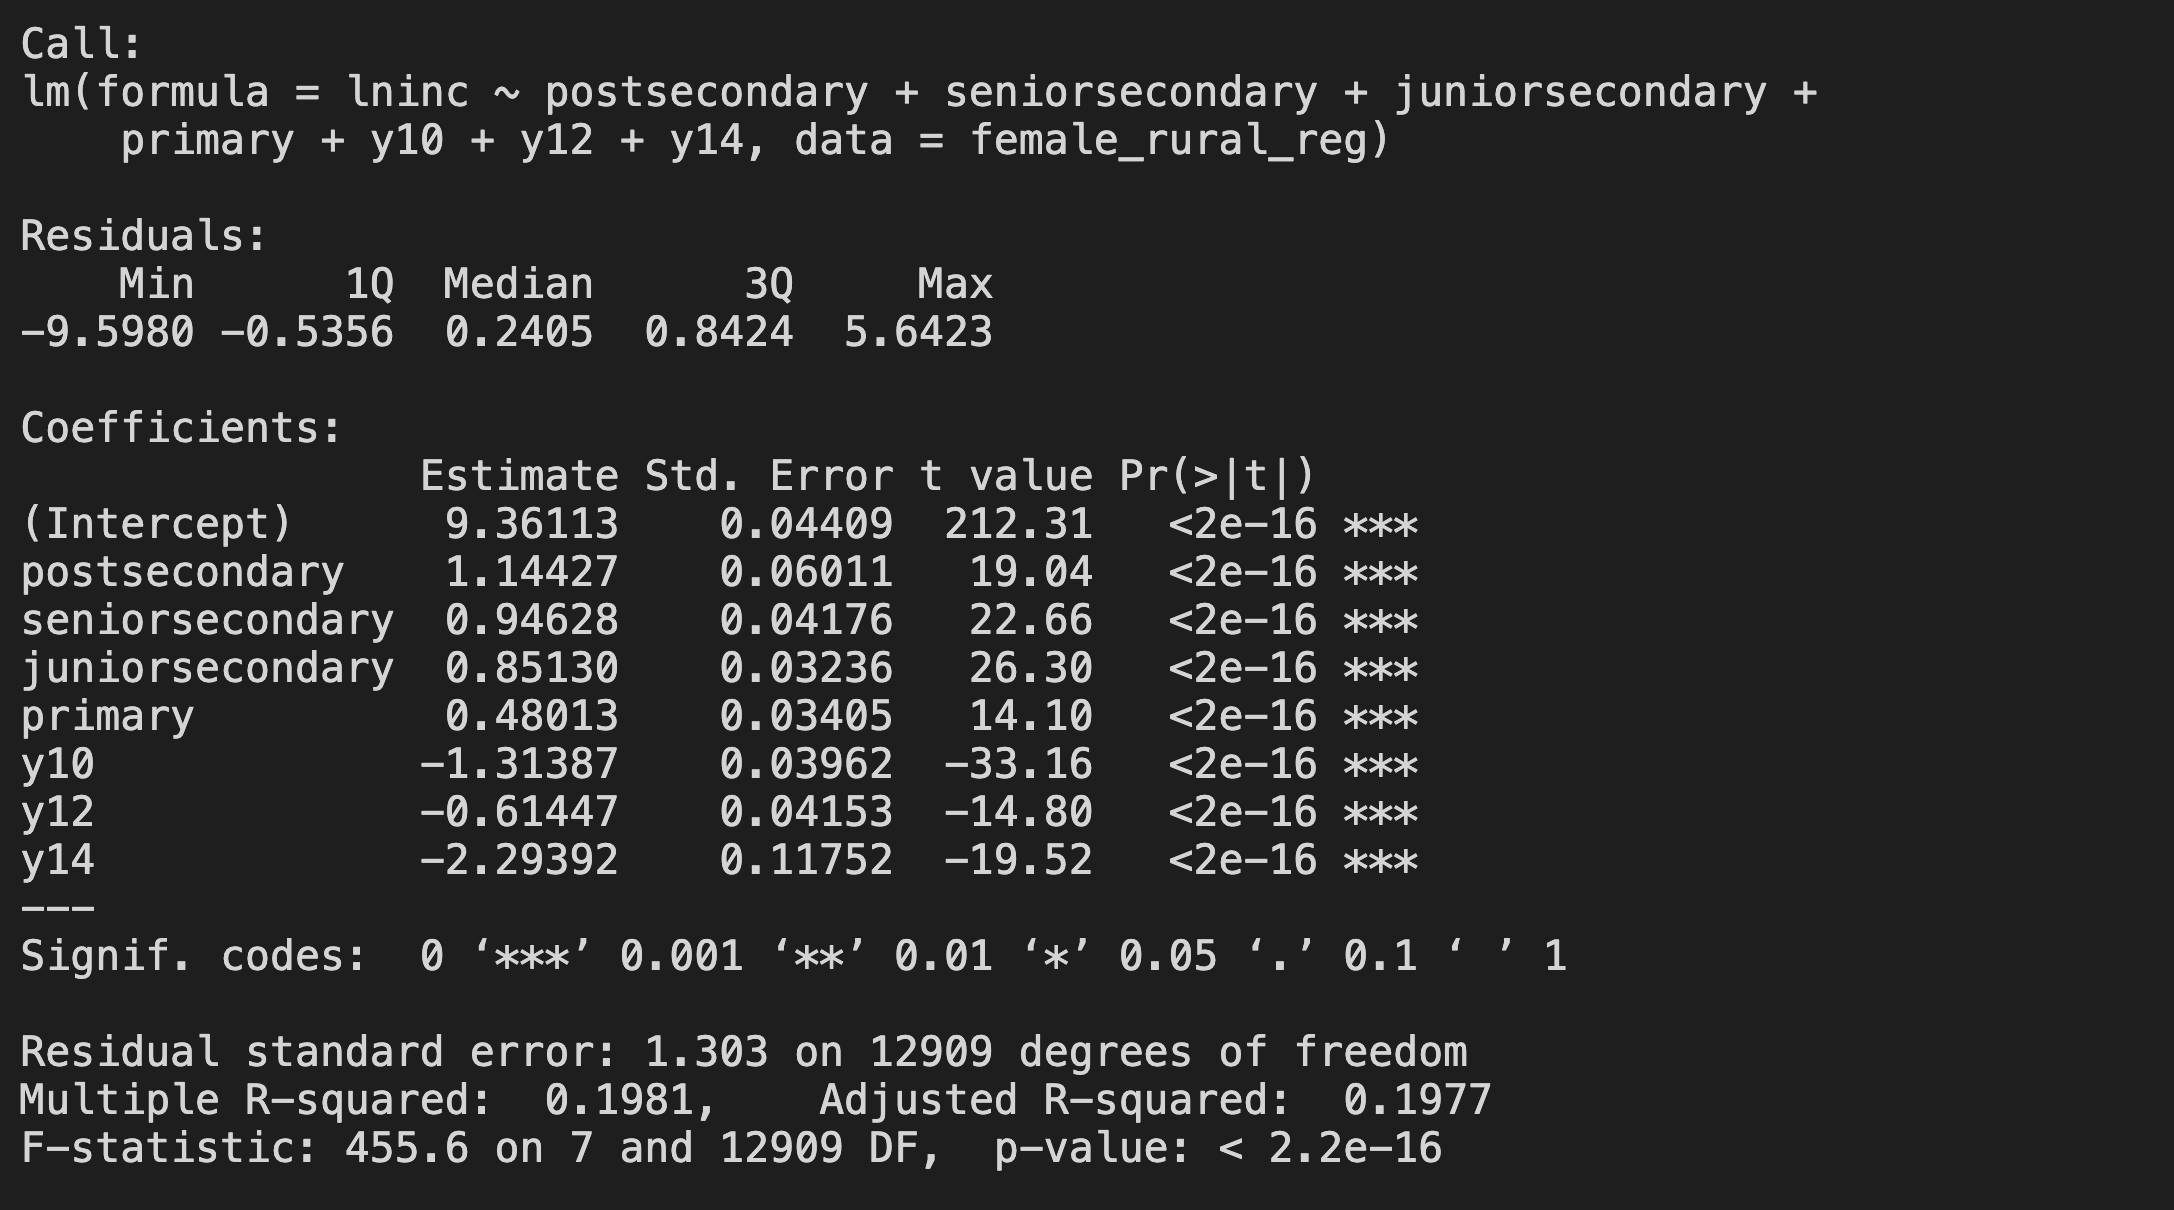 Call:
lm(formula = lninc ~ postsecondary + seniorsecondary + juniorsecondary +
    primary + y10 + y12 + y14, data = female_rural_reg)

Residuals:
    Min      1Q  Median      3Q     Max
−9.5980 −0.5356  0.2405  0.8424  5.6423

Coefficients:
                Estimate Std. Error t value Pr(>|t|)
(Intercept)      9.36113    0.04409  212.31   <2e−16 ***
postsecondary    1.14427    0.06011   19.04   <2e−16 ***
seniorsecondary  0.94628    0.04176   22.66   <2e−16 ***
juniorsecondary  0.85130    0.03236   26.30   <2e−16 ***
primary          0.48013    0.03405   14.10   <2e−16 ***
y10             −1.31387    0.03962  −33.16   <2e−16 ***
y12             −0.61447    0.04153  −14.80   <2e−16 ***
y14             −2.29392    0.11752  −19.52   <2e−16 ***
−−−
Signif. codes:  0 ‘***’ 0.001 ‘**’ 0.01 ‘*’ 0.05 ‘.’ 0.1 ‘ ’ 1

Residual standard error: 1.303 on 12909 degrees of freedom
Multiple R−squared:  0.1981,    Adjusted R−squared:  0.1977
F−statistic: 455.6 on 7 and 12909 DF,  p−value: < 2.2e−16